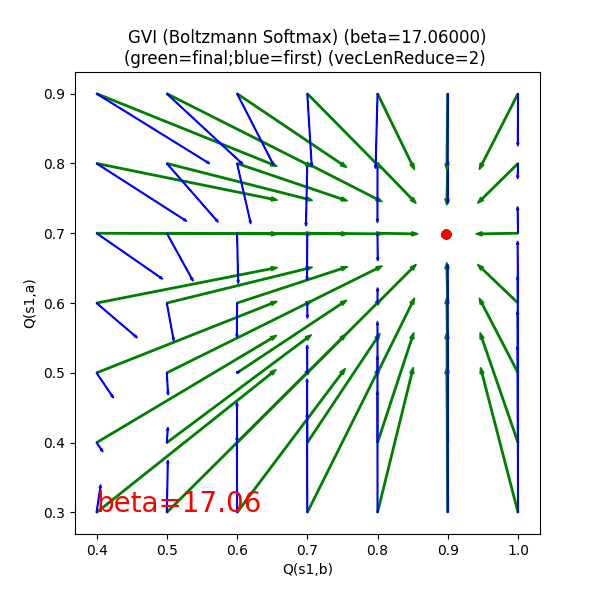 GVI (Boltzmann Softmax) (beta=17.06000)
(green=final;blue=first) (vecLenReduce=2)
Q(s1,a)
0.9
0.8
0.7
0.6
0.5
0.4
0.3
beta=17.06
0.4 0.5 0.6 0.7 0.8 0.9 1.0
Q(s1,b)